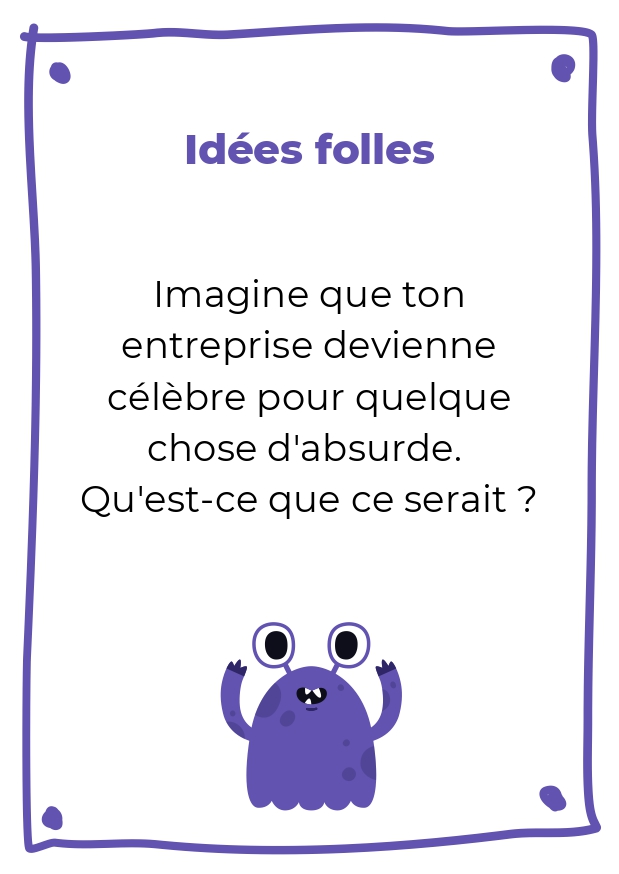 Idées folles
Imagine que ton
entreprise devienne
célèbre pour quelque
chose d'absurde.
Qu'est-ce que ce serait ?